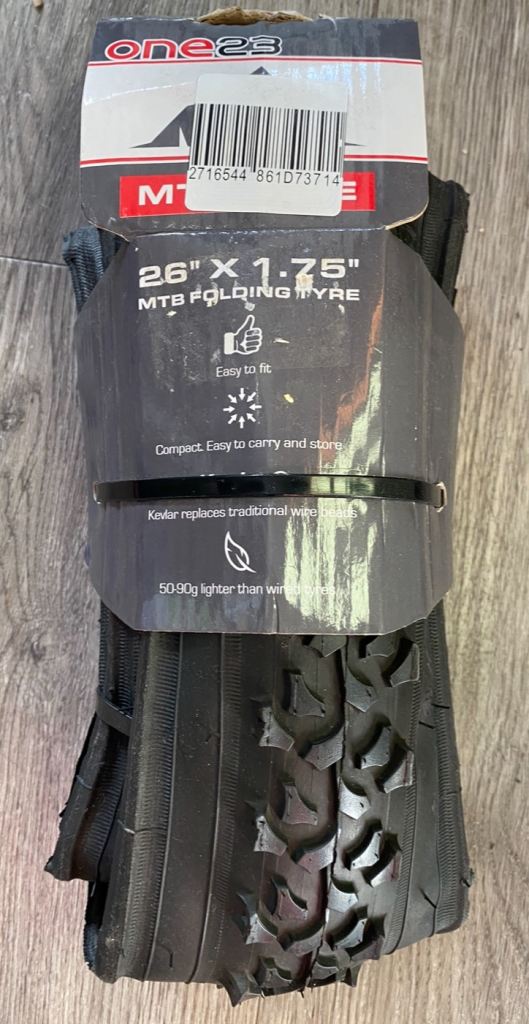 one23
2716544 861D73714
26" X 1.75"
MTB FOLDING TYRE
Easy to fit
Compact. Easy to carry and store
Kevlar replaces traditional wire beads
50-90g lighter than wired tyres